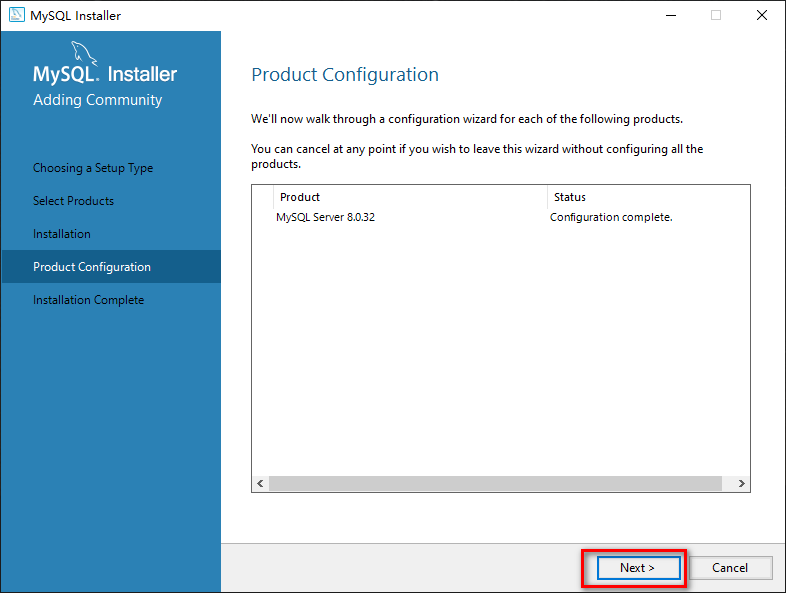 MySQL Installer
MySQL. Installer
Adding Community
Choosing a Setup Type
Select Products
Installation
Product Configuration
Installation Complete
Product Configuration
We'll now walk through a configuration wizard for each of the following products.
You can cancel at any point if you wish to leave this wizard without configuring all the
products.
Product Status
MySQL Server 8.0.32 Configuration complete.
Next > Cancel